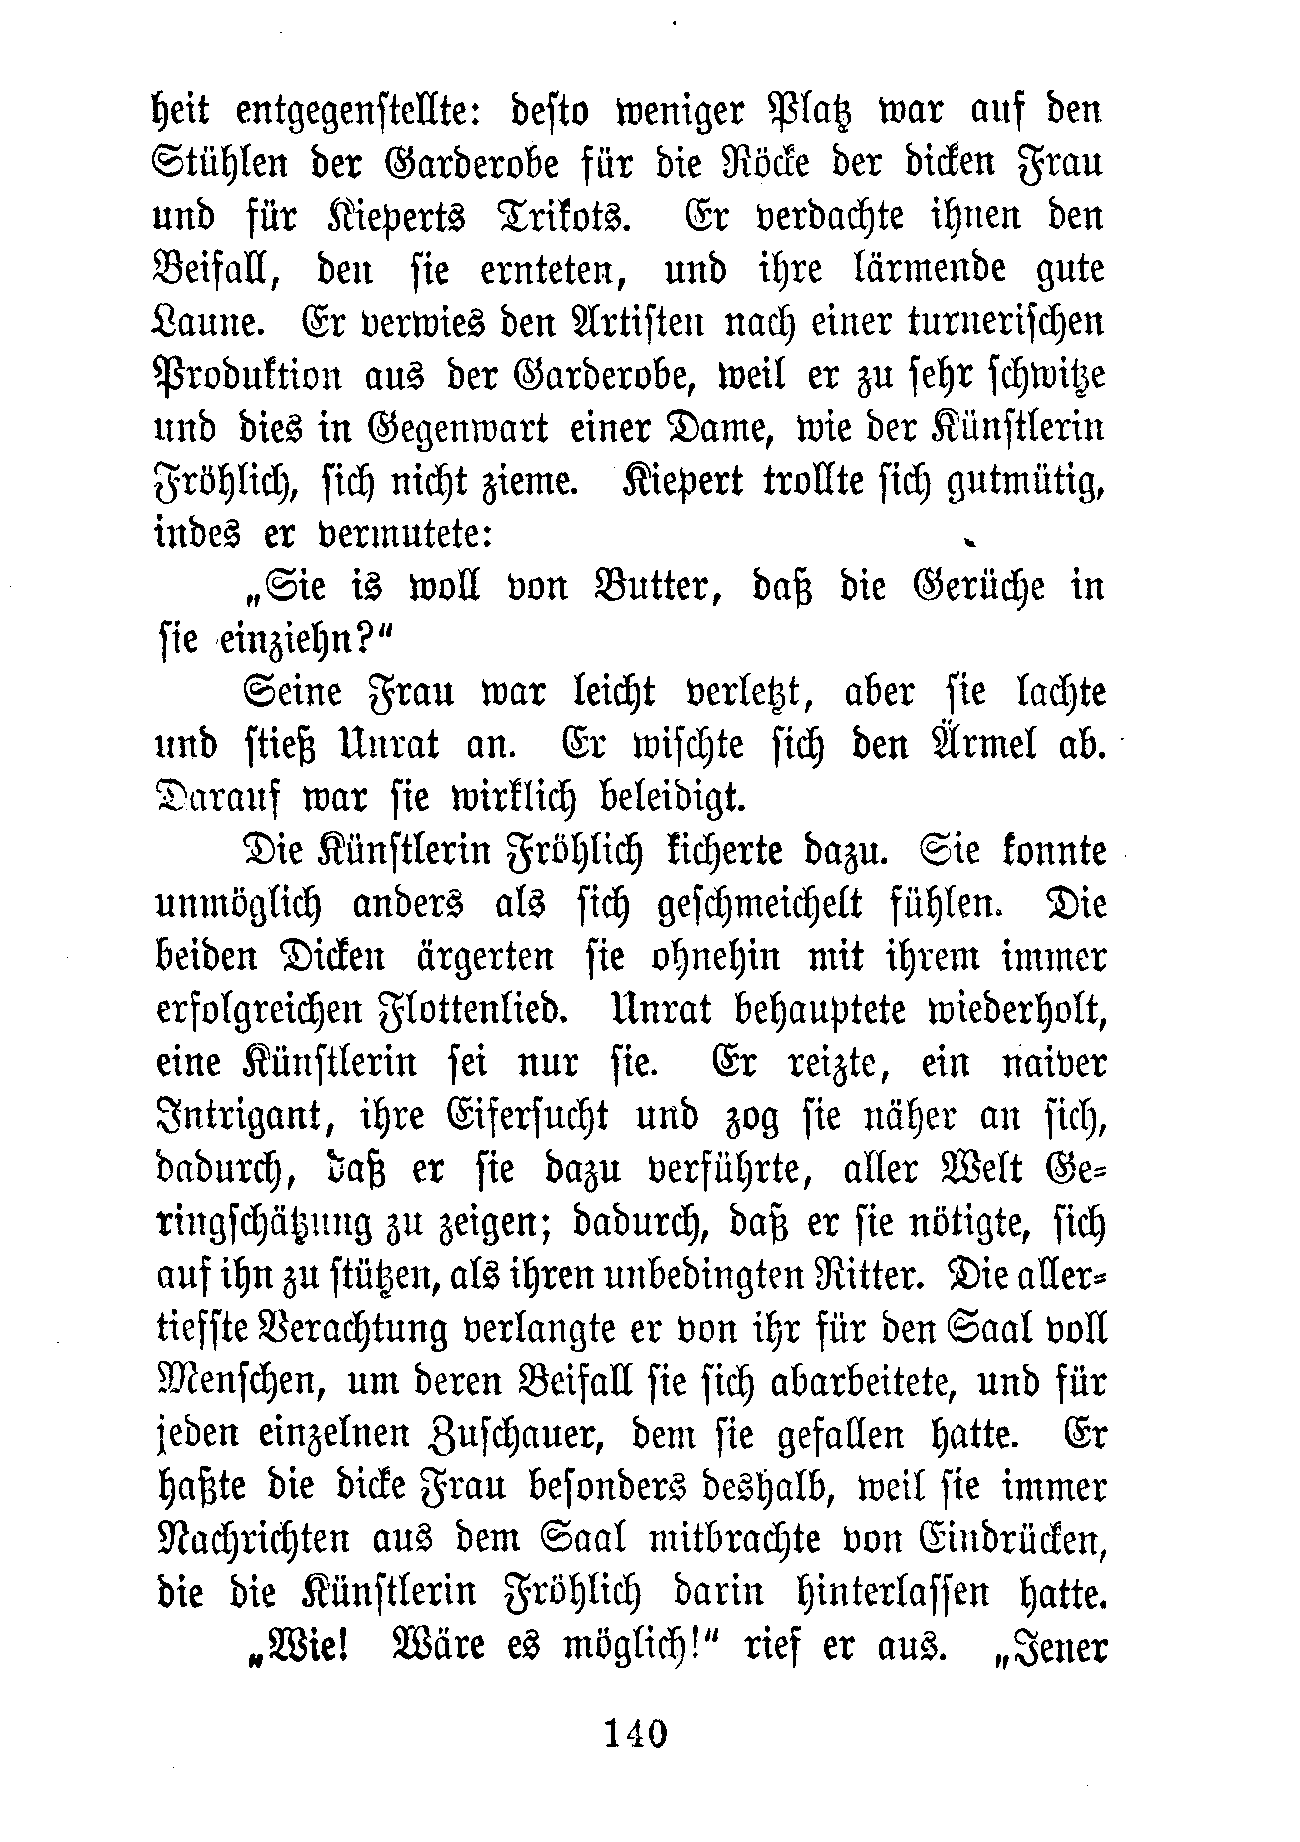 heit entgegenstellte: desto weniger Platz war auf den
Stühlen der Garderobe für die Röcke der dicken Frau
und für Kieperts Trikots. Er verdachte ihnen den
Beifall, den sie ernteten, und ihre lärmende gute
Laune. Er verwies den Artisten nach einer turnerischen
Produktion aus der Garderobe, weil er zu sehr schwitze
und dies in Gegenwart einer Dame, wie der Künstlerin
Fröhlich, sich nicht zieme. Kiepert trollte sich gutmütig,
indes er vermutete:
„Sie is woll von Butter, daß die Gerüche in
sie einziehn?“
Seine Frau war leicht verletzt, aber sie lachte
und stieß Unrat an. Er wischte sich den Ärmel ab.
Darauf war sie wirklich beleidigt.
Die Künstlerin Fröhlich kicherte dazu. Sie konnte
unmöglich anders als sich geschmeichelt fühlen. Die
beiden Dicken ärgerten sie ohnehin mit ihrem immer
erfolgreichen Flottenlied. Unrat behauptete wiederholt,
eine Künstlerin sei nur sie. Er reizte, ein naiver
Intrigant, ihre Eifersucht und zog sie näher an sich,
dadurch, daß er sie dazu verführte, aller Welt Ge-
ringschätzung zu zeigen; dadurch, daß er sie nötigte, sich
auf ihn zu stützen, als ihren unbedingten Ritter. Die aller-
tiefste Verachtung verlangte er von ihr für den Saal voll
Menschen, um deren Beifall sie sich abarbeitete, und für
jeden einzelnen Zuschauer, dem sie gefallen hatte. Er
haßte die dicke Frau besonders deshalb, weil sie immer
Nachrichten aus dem Saal mitbrachte von Eindrücken,
die die Künstlerin Fröhlich darin hinterlassen hatte.
„Wie! Wäre es möglich!“ rief er aus. „Jener
140